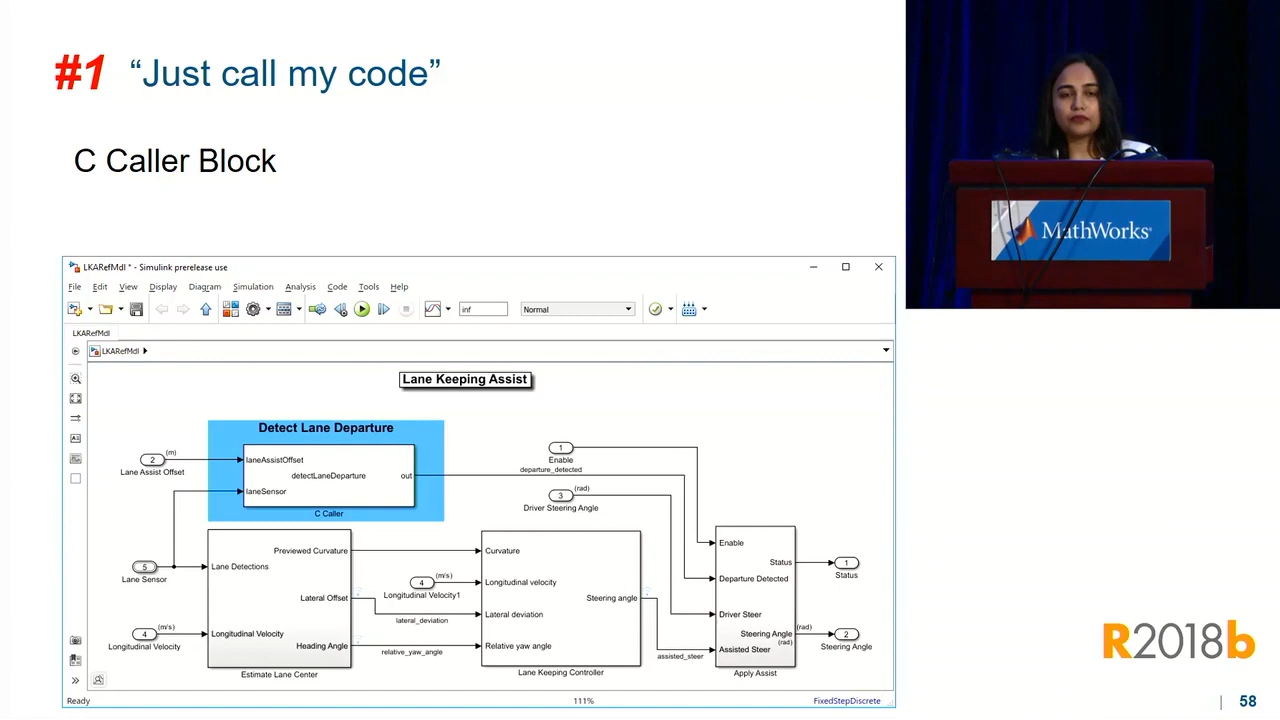 #1 “Just call my code”
C Caller Block
MathWorks
LKARefMdl * - Simulink prerelease use
File Edit View Display Diagram Simulation Analysis Code Tools Help
inf
Normal
LKARefMdl
LKARefMdl
Lane Keeping Assist
Detect Lane Departure
2
(m)
Lane Assist Offset
laneAssistOffset
detectLaneDeparture
out
laneSensor
C Caller
1
Enable
departure_detected
3
(rad)
Driver Steering Angle
5
Lane Sensor
4
(m/s)
Longitudinal Velocity
Previewed Curvature
Lane Detections
Lateral Offset
Longitudinal Velocity
Heading Angle
Estimate Lane Center
4
(m/s)
Longitudinal Velocity1
lateral_deviation
relative_yaw_angle
Curvature
Longitudinal velocity
Steering angle
Lateral deviation
Relative yaw angle
Lane Keeping Controller
assisted_steer
Enable
Status
Departure Detected
Driver Steer
Steering Angle
(rad)
Assisted Steer
Apply Assist
1
Status
(rad)
2
Steering Angle
Ready
111%
FixedStepDiscrete
R2018b
58